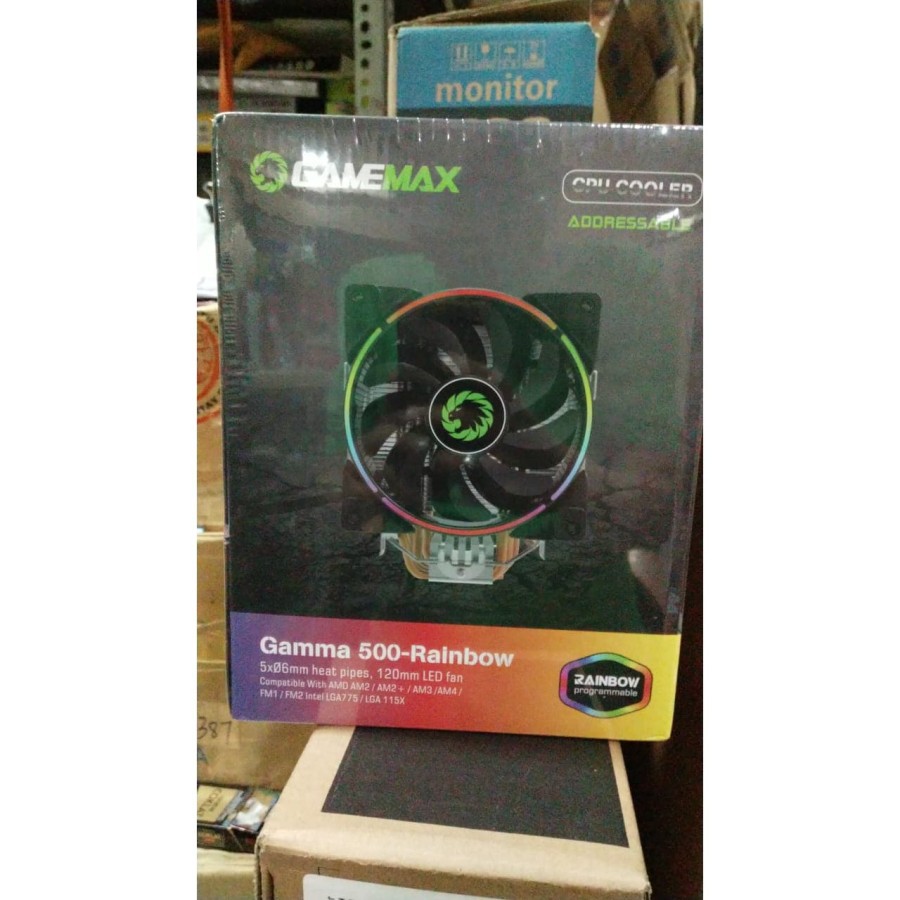 monitor
GAMEMAX
CPU COOLER
ADDRESSABLE
Gamma 500-Rainbow
5xØ6mm heat pipes, 120mm LED fan
Compatible With AMD AM2 / AM2+ / AM3 /AM4 /
FM1 / FM2 Intel LGA775 / LGA 115X
RAINBOW
programmable
387